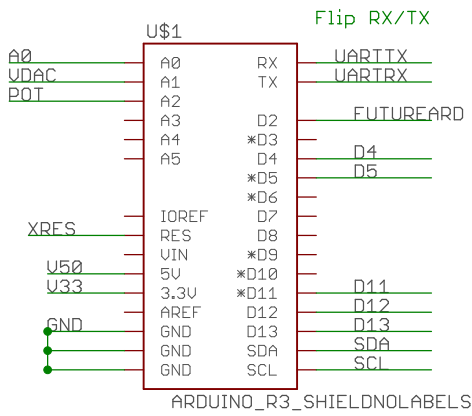 Flip RX/TX
U$1
A0 A0 RX UARTTX
VDAC A1 TX UARTRX
POT A2
A3 D2 FUTUREARD
A4 *D3
A5 D4 D4
*D5 D5
*D6
IOREF D7
XRES RES D8
VIN *D9
V50 5V *D10
V33 3.3V *D11 D11
AREF D12 D12
GND GND D13 D13
GND SDA SDA
GND SCL SCL
ARDUINO_R3_SHIELDNOLABELS